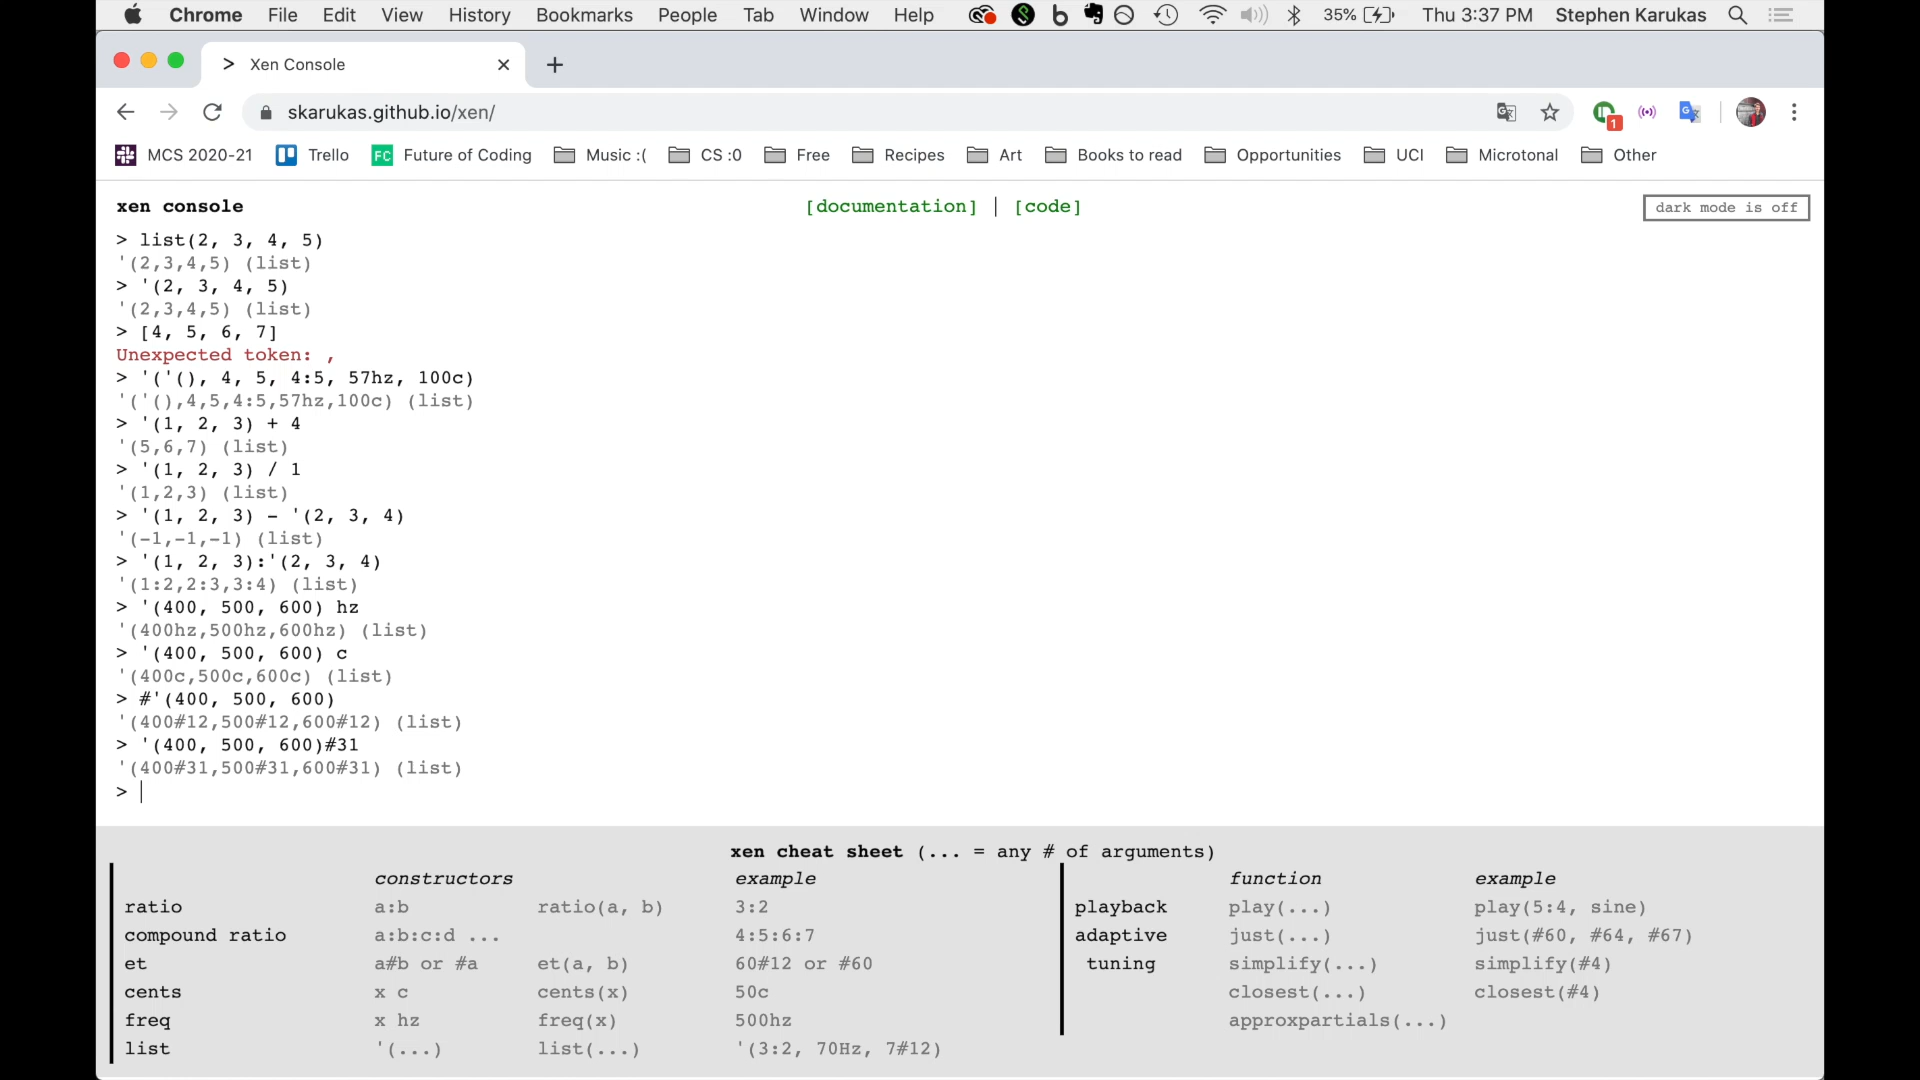 Chrome File Edit View History Bookmarks People Tab Window Help 35% Thu 3:37 PM Stephen Karukas
> Xen Console
skarukas.github.io/xen/
1
MCS 2020-21 Trello FC Future of Coding Music :( CS :0 Free Recipes Art Books to read Opportunities UCI Microtonal Other
xen console [documentation] | [code] dark mode is off
> list(2, 3, 4, 5)
'(2,3,4,5) (list)
> '(2, 3, 4, 5)
'(2,3,4,5) (list)
> [4, 5, 6, 7]
Unexpected token: ,
> '('(), 4, 5, 4:5, 57hz, 100c)
'('(),4,5,4:5,57hz,100c) (list)
> '(1, 2, 3) + 4
'(5,6,7) (list)
> '(1, 2, 3) / 1
'(1,2,3) (list)
> '(1, 2, 3) - '(2, 3, 4)
'(-1,-1,-1) (list)
> '(1, 2, 3):'(2, 3, 4)
'(1:2,2:3,3:4) (list)
> '(400, 500, 600) hz
'(400hz,500hz,600hz) (list)
> '(400, 500, 600) c
'(400c,500c,600c) (list)
> #'(400, 500, 600)
'(400#12,500#12,600#12) (list)
> '(400, 500, 600)#31
'(400#31,500#31,600#31) (list)
>
xen cheat sheet (... = any # of arguments)
constructors example function example
ratio a:b ratio(a, b) 3:2 playback play(...) play(5:4, sine)
compound ratio a:b:c:d ... 4:5:6:7 adaptive just(...) just(#60, #64, #67)
et a#b or #a et(a, b) 60#12 or #60 tuning simplify(...) simplify(#4)
cents x c cents(x) 50c closest(...) closest(#4)
freq x hz freq(x) 500hz approxpartials(...)
list '(...) list(...) '(3:2, 70Hz, 7#12)